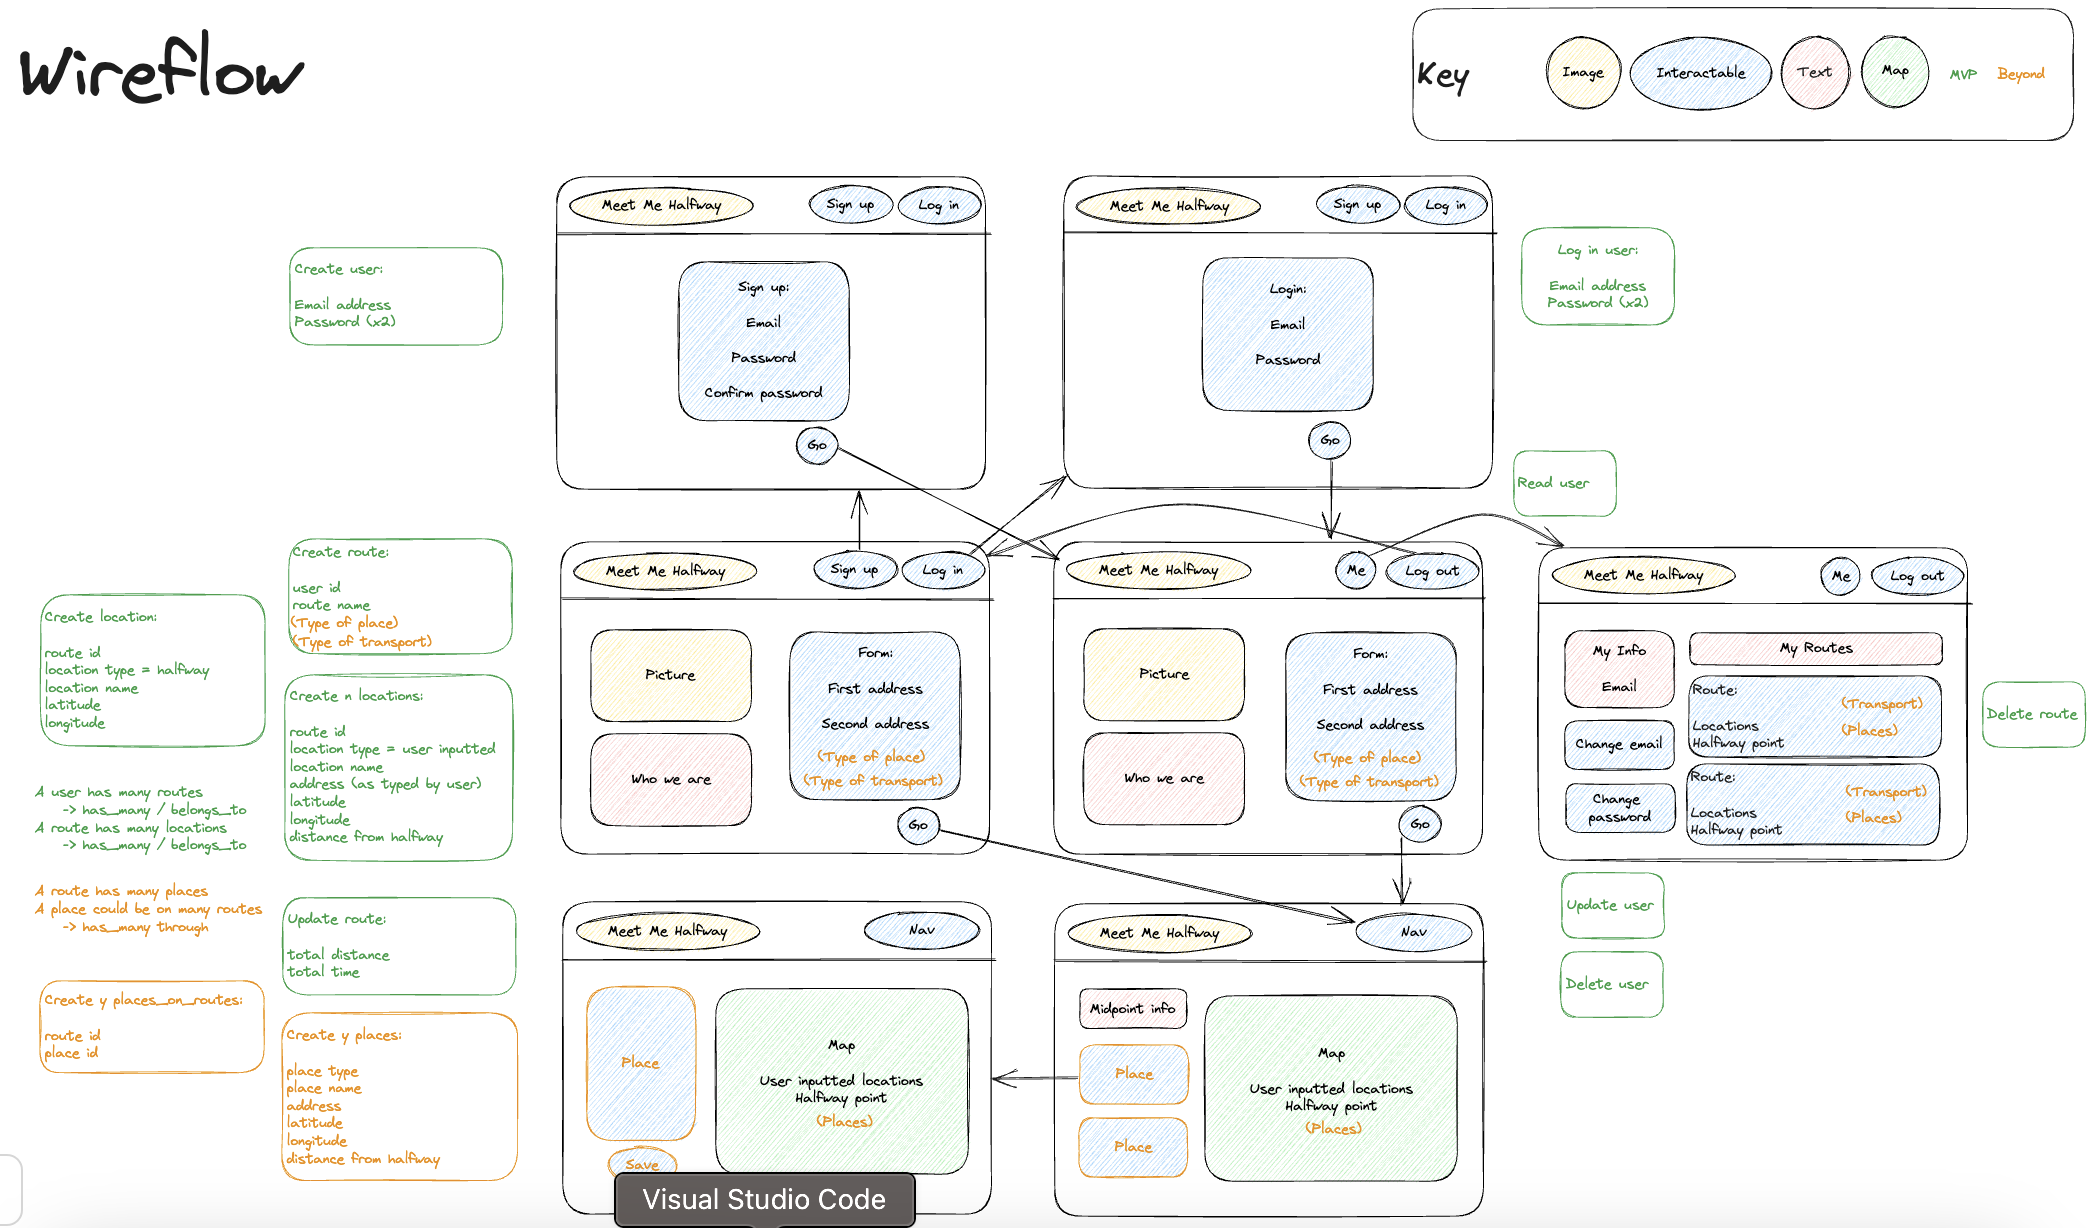 Wireflow
Key
Image
Interactable
Text
Map
MVP
Beyond
Create user:
Email address
Password (x2)
Meet Me Halfway
Sign up
Log in
Sign up:
Email
Password
Confirm password
Go
Meet Me Halfway
Sign up
Log in
Login:
Email
Password
Go
Log in user:
Email address
Password (x2)
Read user
Create location:
route id
location type = halfway
location name
latitude
longitude
A user has many routes
-> has_many / belongs_to
A route has many locations
-> has_many / belongs_to
A route has many places
A place could be on many routes
-> has_many through
Create y places_on_routes:
route id
place id
Create route:
user id
route name
(Type of place)
(Type of transport)
Create n locations:
route id
location type = user inputted
location name
address (as typed by user)
latitude
longitude
distance from halfway
Update route:
total distance
total time
Create y places:
place type
place name
address
latitude
longitude
distance from halfway
Meet Me Halfway
Sign up
Log in
Picture
Who we are
Form:
First address
Second address
(Type of place)
(Type of transport)
Go
Meet Me Halfway
Me
Log out
Picture
Who we are
Form:
First address
Second address
(Type of place)
(Type of transport)
Go
Meet Me Halfway
Me
Log out
My Info
Email
Change email
Change
password
My Routes
Route:
(Transport)
Locations
(Places)
Halfway point
Route:
(Transport)
Locations
(Places)
Halfway point
Delete route
Update user
Delete user
Meet Me Halfway
Nav
Place
Save
Map
User inputted locations
Halfway point
(Places)
Meet Me Halfway
Nav
Midpoint info
Place
Place
Map
User inputted locations
Halfway point
(Places)
Visual Studio Code